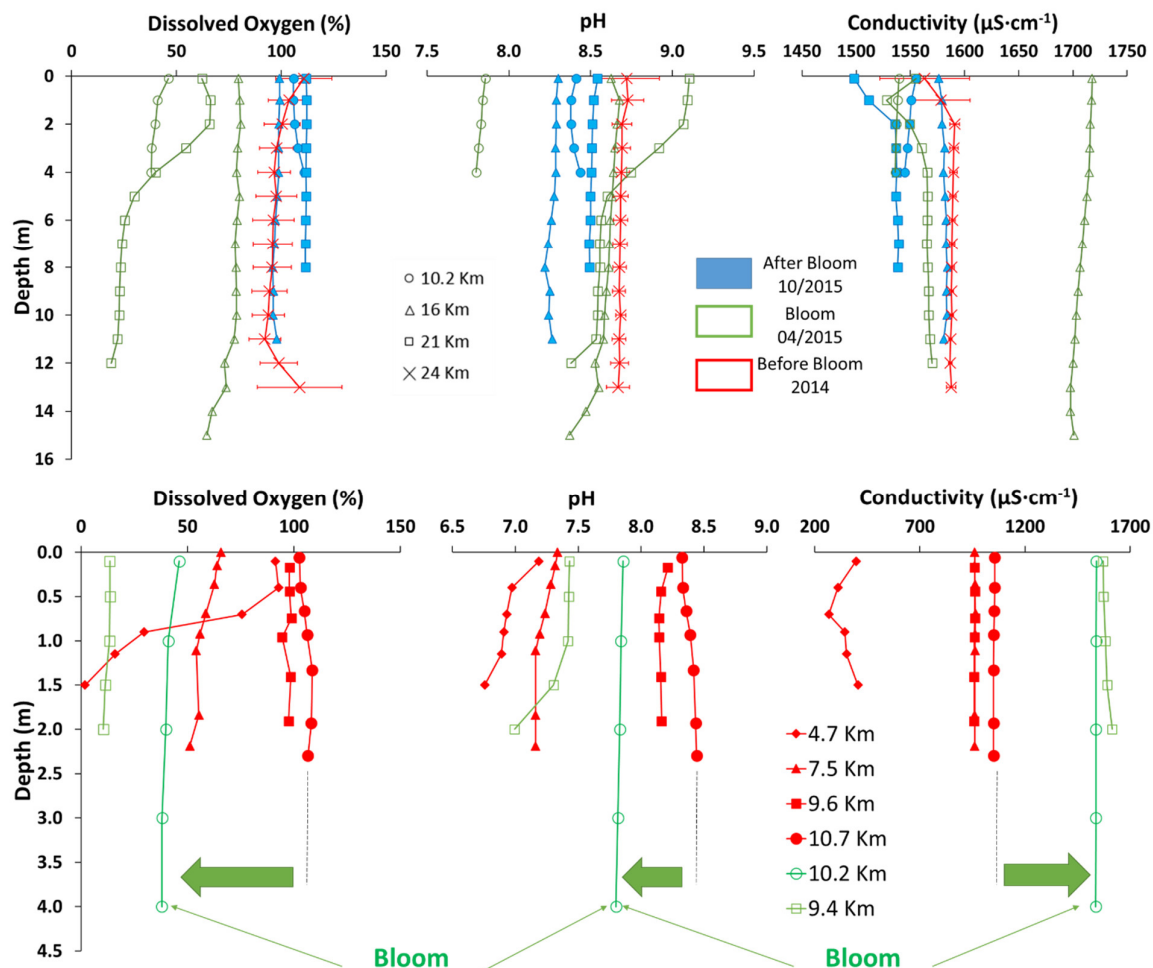 Dissolved Oxygen (%)
pH
Conductivity (µS·cm⁻¹)
0 50 100 150
7.5 8.0 8.5 9.0 9.5
1450 1500 1550 1600 1650 1700 1750
Depth (m)
0
2
4
6
8
10
12
14
16
10.2 Km
16 Km
21 Km
24 Km
After Bloom
10/2015
Bloom
04/2015
Before Bloom
2014
Dissolved Oxygen (%)
pH
Conductivity (µS·cm⁻¹)
0 50 100 150
6.5 7.0 7.5 8.0 8.5 9.0
200 700 1200 1700
Depth (m)
0.0
0.5
1.0
1.5
2.0
2.5
3.0
3.5
4.0
4.5
4.7 Km
7.5 Km
9.6 Km
10.7 Km
10.2 Km
9.4 Km
Bloom
Bloom